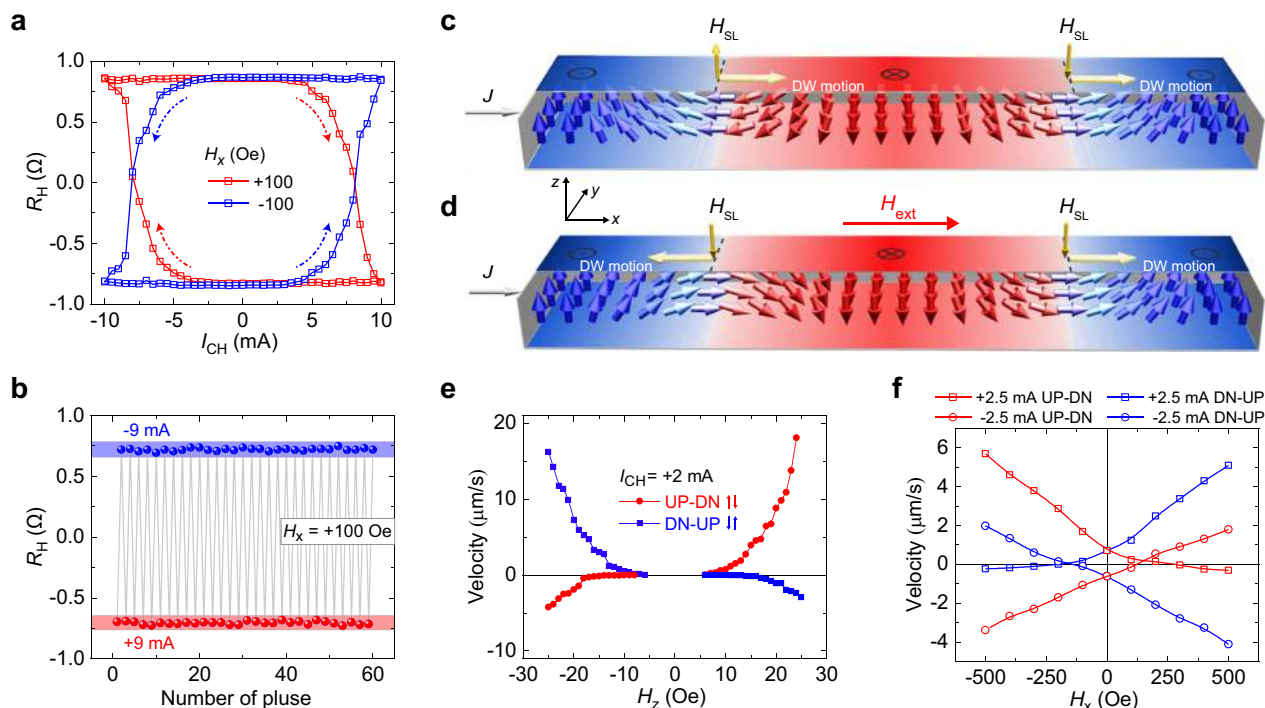 a
1.0
0.5
0.0
-0.5
-1.0
R_H (Ω)
H_x (Oe)
+100
-100
-10
-5
0
5
10
I_CH (mA)
b
1.0
0.5
0.0
-0.5
-1.0
R_H (Ω)
-9 mA
H_x = +100 Oe
+9 mA
0
20
40
60
Number of pluse
c
H_SL
H_SL
J
DW motion
DW motion
z
y
x
d
H_SL
H_ext
H_SL
J
DW motion
DW motion
e
20
10
0
-10
Velocity (μm/s)
I_CH = +2 mA
UP-DN ↑↓
DN-UP ↓↑
-30
-20
-10
0
10
20
30
H_Z (Oe)
f
+2.5 mA UP-DN
+2.5 mA DN-UP
-2.5 mA UP-DN
-2.5 mA DN-UP
6
4
2
0
-2
-4
Velocity (μm/s)
-500
-250
0
250
500
H_x (Oe)